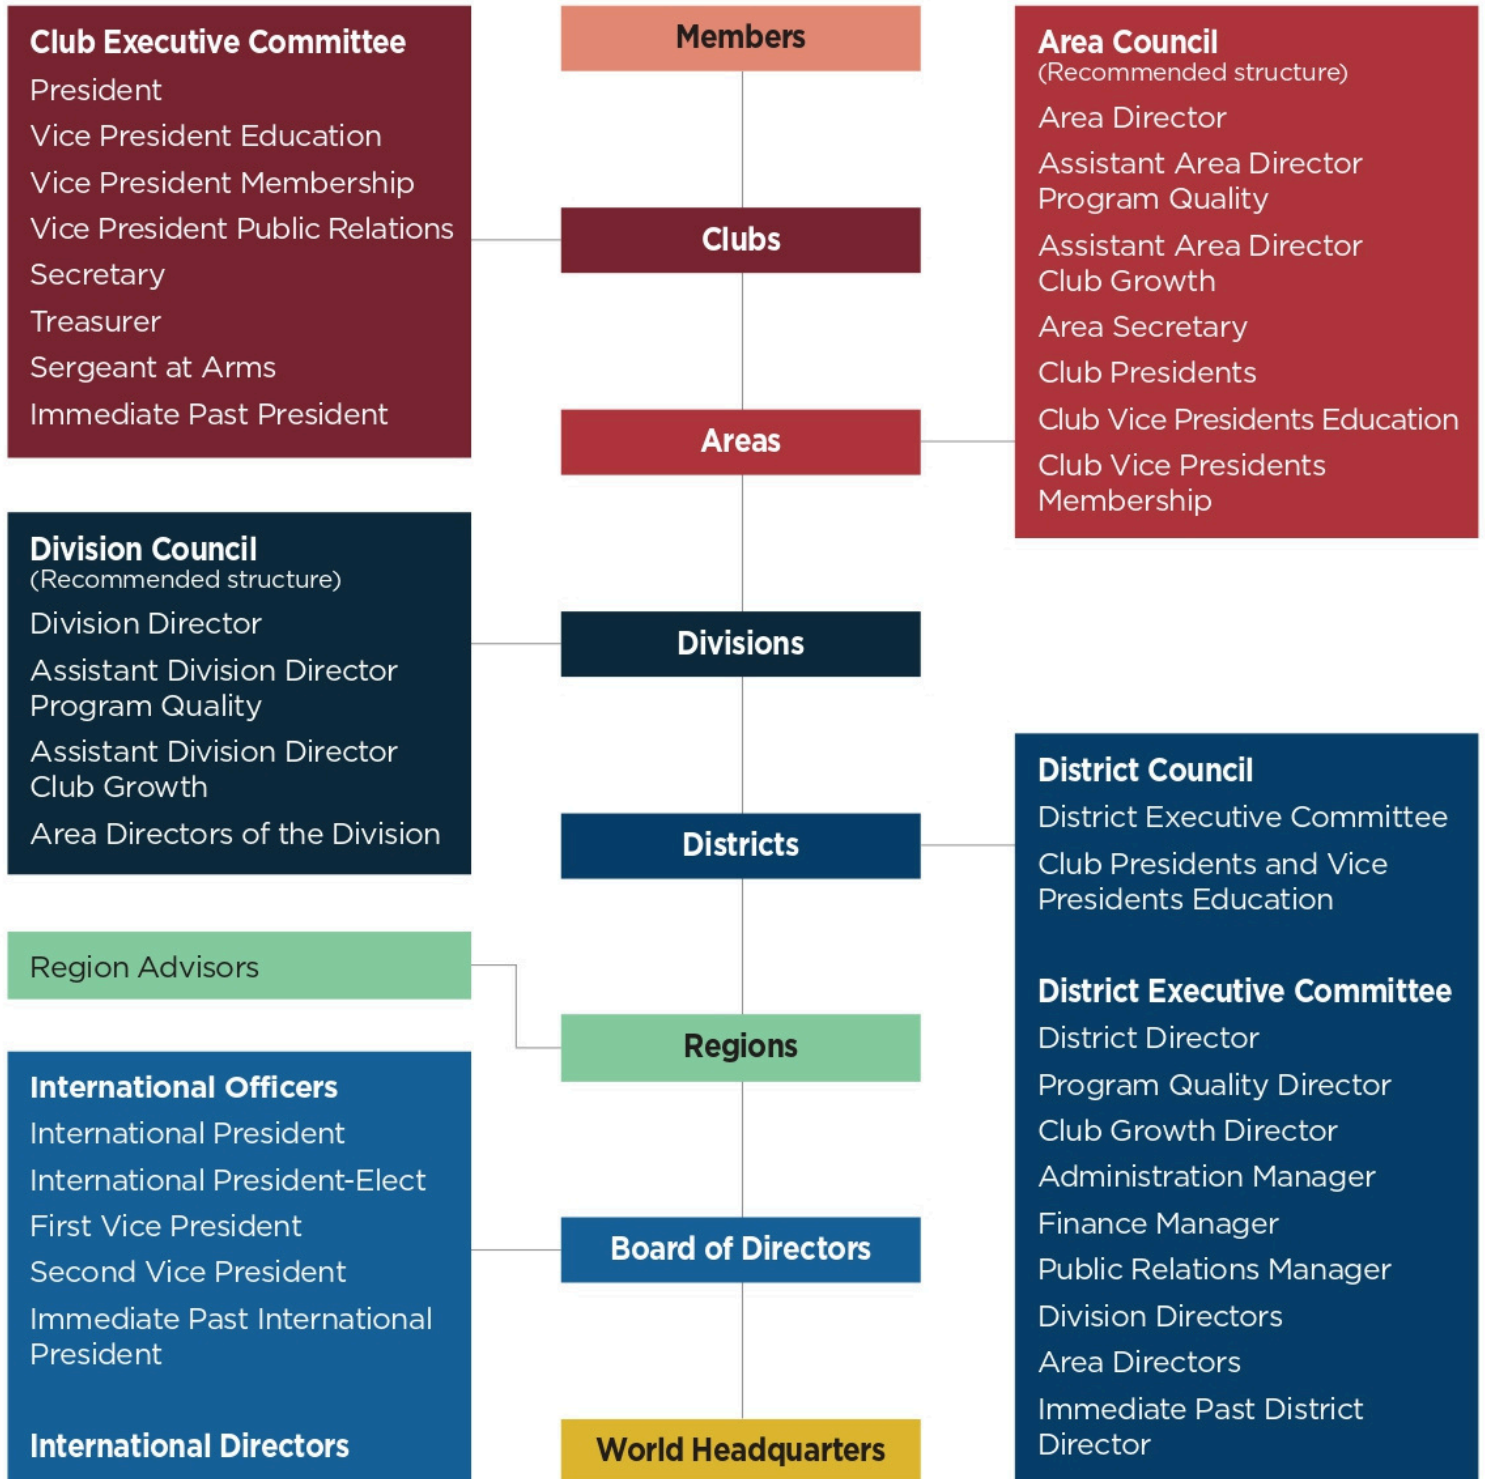 Club Executive Committee
President
Vice President Education
Vice President Membership
Vice President Public Relations
Secretary
Treasurer
Sergeant at Arms
Immediate Past President
Members
Clubs
Areas
Area Council
(Recommended structure)
Area Director
Assistant Area Director
Program Quality
Assistant Area Director
Club Growth
Area Secretary
Club Presidents
Club Vice Presidents Education
Club Vice Presidents
Membership
Division Council
(Recommended structure)
Division Director
Assistant Division Director
Program Quality
Assistant Division Director
Club Growth
Area Directors of the Division
Divisions
Districts
District Council
District Executive Committee
Club Presidents and Vice
Presidents Education
District Executive Committee
District Director
Program Quality Director
Club Growth Director
Administration Manager
Finance Manager
Public Relations Manager
Division Directors
Area Directors
Immediate Past District
Director
Region Advisors
Regions
International Officers
International President
International President-Elect
First Vice President
Second Vice President
Immediate Past International
President
International Directors
Board of Directors
World Headquarters